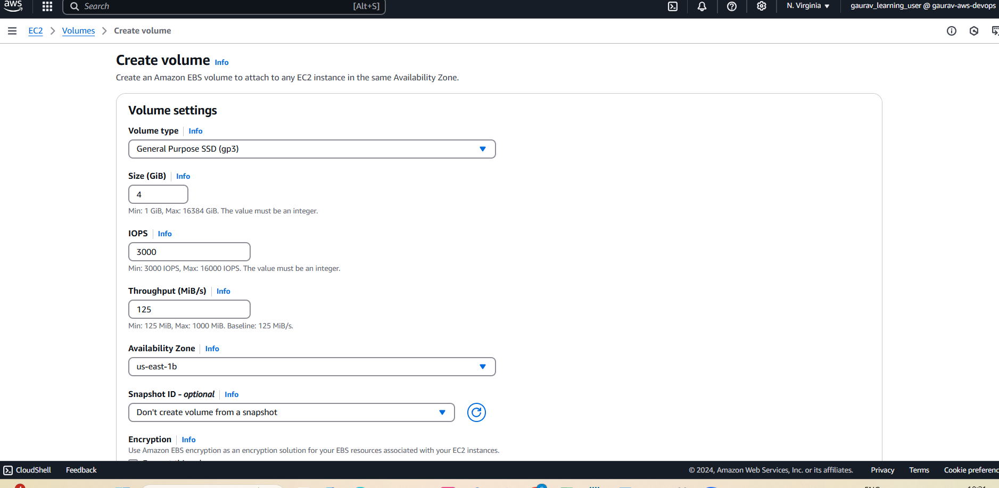 aws
Search [Alt+S] N. Virginia gaurav_learning_user @ gaurav-aws-devops
EC2 Volumes Create volume
Create volume Info
Create an Amazon EBS volume to attach to any EC2 instance in the same Availability Zone.
Volume settings
Volume type Info
General Purpose SSD (gp3)
Size (GiB) Info
4
Min: 1 GiB, Max: 16384 GiB. The value must be an integer.
IOPS Info
3000
Min: 3000 IOPS, Max: 16000 IOPS. The value must be an integer.
Throughput (MiB/s) Info
125
Min: 125 MiB, Max: 1000 MiB. Baseline: 125 MiB/s.
Availability Zone Info
us-east-1b
Snapshot ID - optional Info
Don't create volume from a snapshot
Encryption Info
Use Amazon EBS encryption as an encryption solution for your EBS resources associated with your EC2 instances.
CloudShell Feedback © 2024, Amazon Web Services, Inc. or its affiliates. Privacy Terms Cookie preferenc